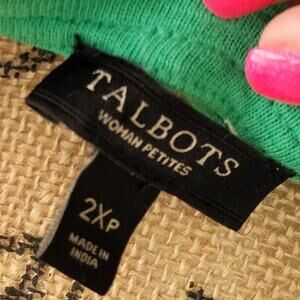 TALBOTS
WOMAN PETITES
2XP
MADE IN
INDIA